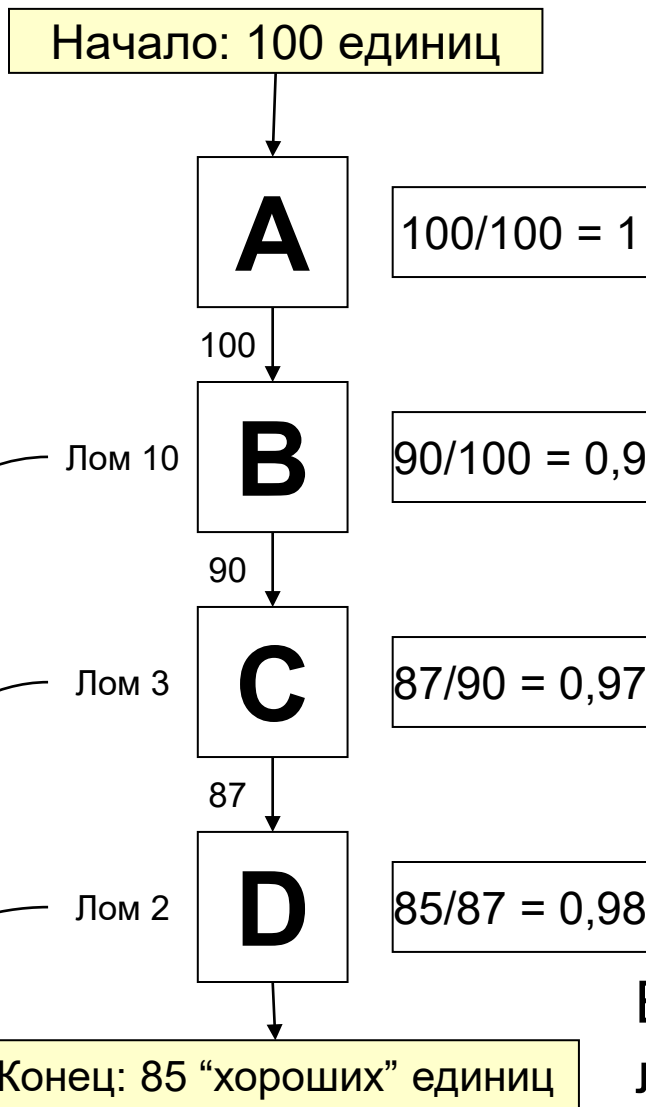 Начало: 100 единиц
A
100/100 = 1
100
Лом 10
B
90/100 = 0,9
90
Лом 3
C
87/90 = 0,97
87
Лом 2
D
85/87 = 0,98
Конец: 85 “хороших” единиц